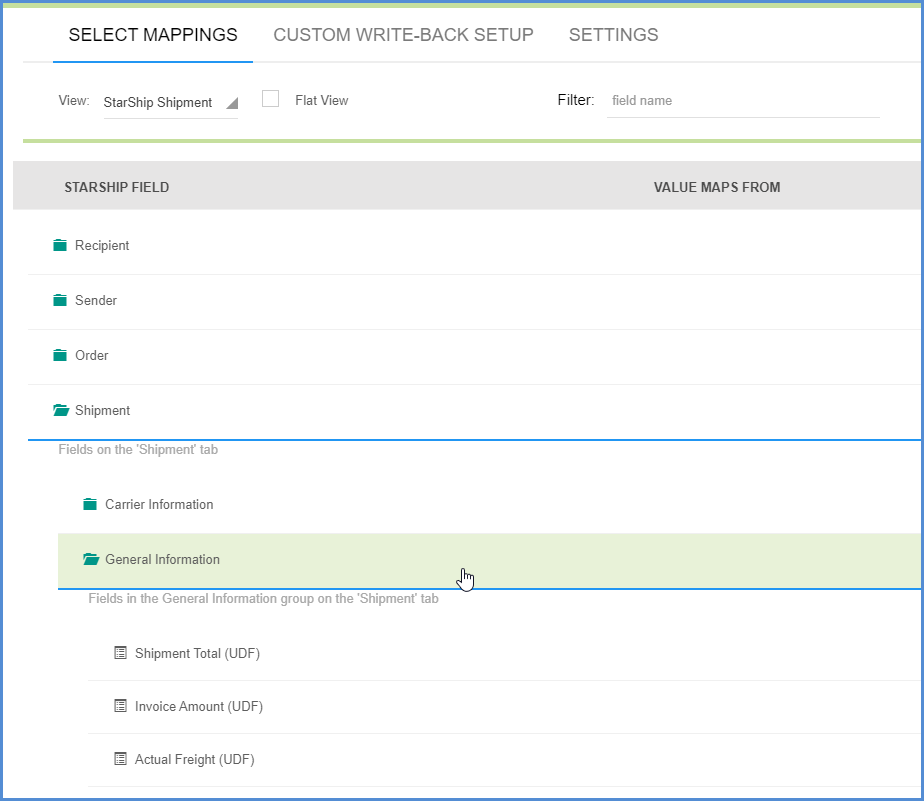 SELECT MAPPINGS CUSTOM WRITE-BACK SETUP SETTINGS
View: StarShip Shipment Flat View Filter: field name
STARSHIP FIELD VALUE MAPS FROM
Recipient
Sender
Order
Shipment
Fields on the 'Shipment' tab
Carrier Information
General Information
Fields in the General Information group on the 'Shipment' tab
Shipment Total (UDF)
Invoice Amount (UDF)
Actual Freight (UDF)